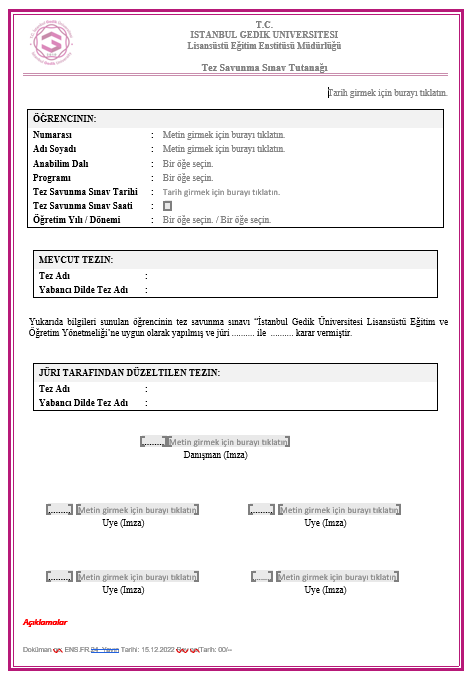 T.C.
ISTANBUL GEDIK UNIVERSITESI
Lisansüstü Eğitim Enstitüsü Müdürlüğü
Tez Savunma Sınav Tutanağı
Tarih girmek için burayı tıklatın.
ÖĞRENCININ:
Numarası : Metin girmek için burayı tıklatın.
Adı Soyadı : Metin girmek için burayı tıklatın.
Anabilim Dalı : Bir öğe seçin.
Programı : Bir öğe seçin.
Tez Savunma Sınav Tarihi : Tarih girmek için burayı tıklatın.
Tez Savunma Sınav Saati :
Öğretim Yılı / Dönemi : Bir öğe seçin. / Bir öğe seçin.
MEVCUT TEZIN:
Tez Adı :
Yabancı Dilde Tez Adı :
Yukarıda bilgileri sunulan öğrencinin tez savunma sınavı “İstanbul Gedik Üniversitesi Lisansüstü Eğitim ve
Öğretim Yönetmeliği’ne uygun olarak yapılmış ve jüri .......... ile .......... karar vermiştir.
JÜRI TARAFINDAN DÜZELTILEN TEZIN:
Tez Adı :
Yabancı Dilde Tez Adı :
........ Metin girmek için burayı tıklatın
Danışman (Imza)
........ Metin girmek için burayı tıklatın ........ Metin girmek için burayı tıklatın
Uye (Imza) Uye (Imza)
........ Metin girmek için burayı tıklatın ........ Metin girmek için burayı tıklatın
Uye (Imza) Uye (Imza)
Açıklamalar
Doküman ENS.FR.24 Yayın Tarihi: 15.12.2022 Tarh: 00/--